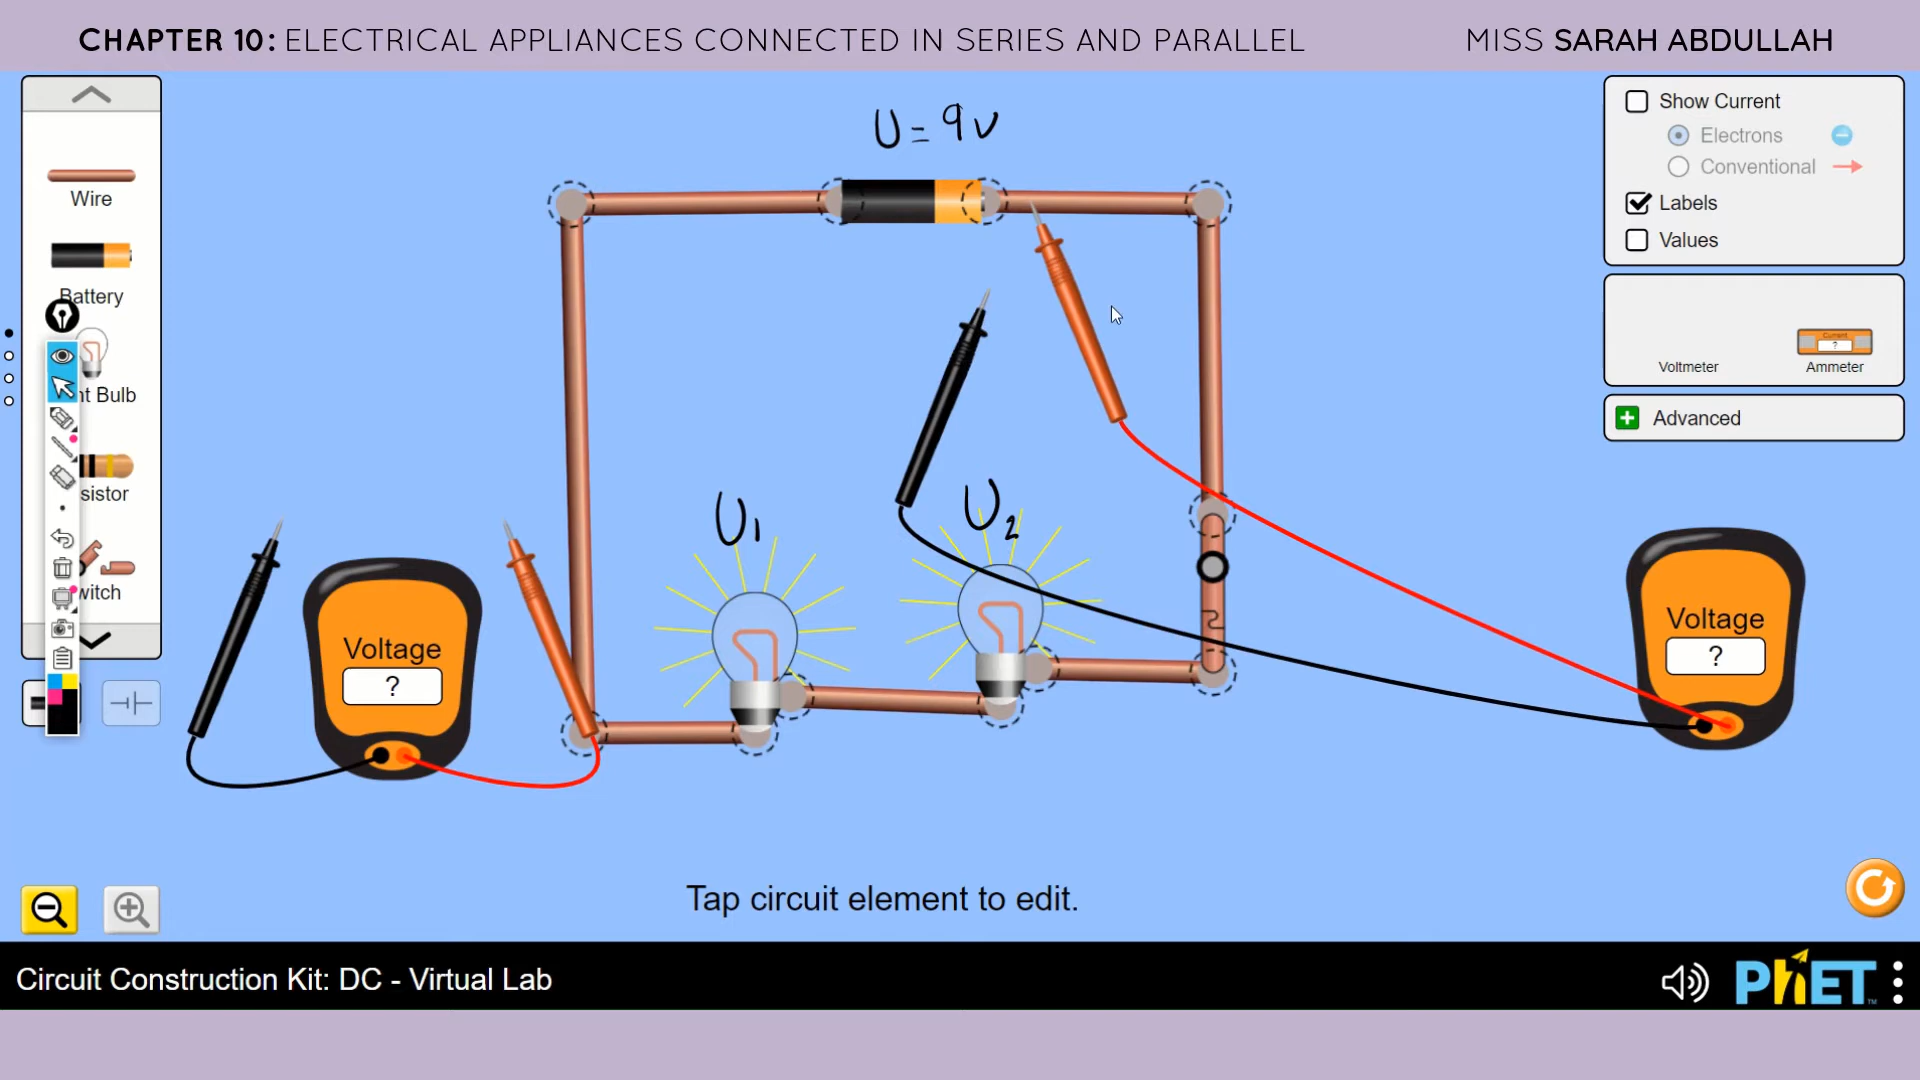 CHAPTER 10: ELECTRICAL APPLIANCES CONNECTED IN SERIES AND PARALLEL
MISS SARAH ABDULLAH
U = 9v
Show Current
Electrons
Conventional
Labels
Values
Wire
Battery
nt Bulb
sistor
witch
Current
?
Voltmeter
Ammeter
Advanced
U1
U2
Voltage
?
Voltage
?
Tap circuit element to edit.
Circuit Construction Kit: DC - Virtual Lab
PhET